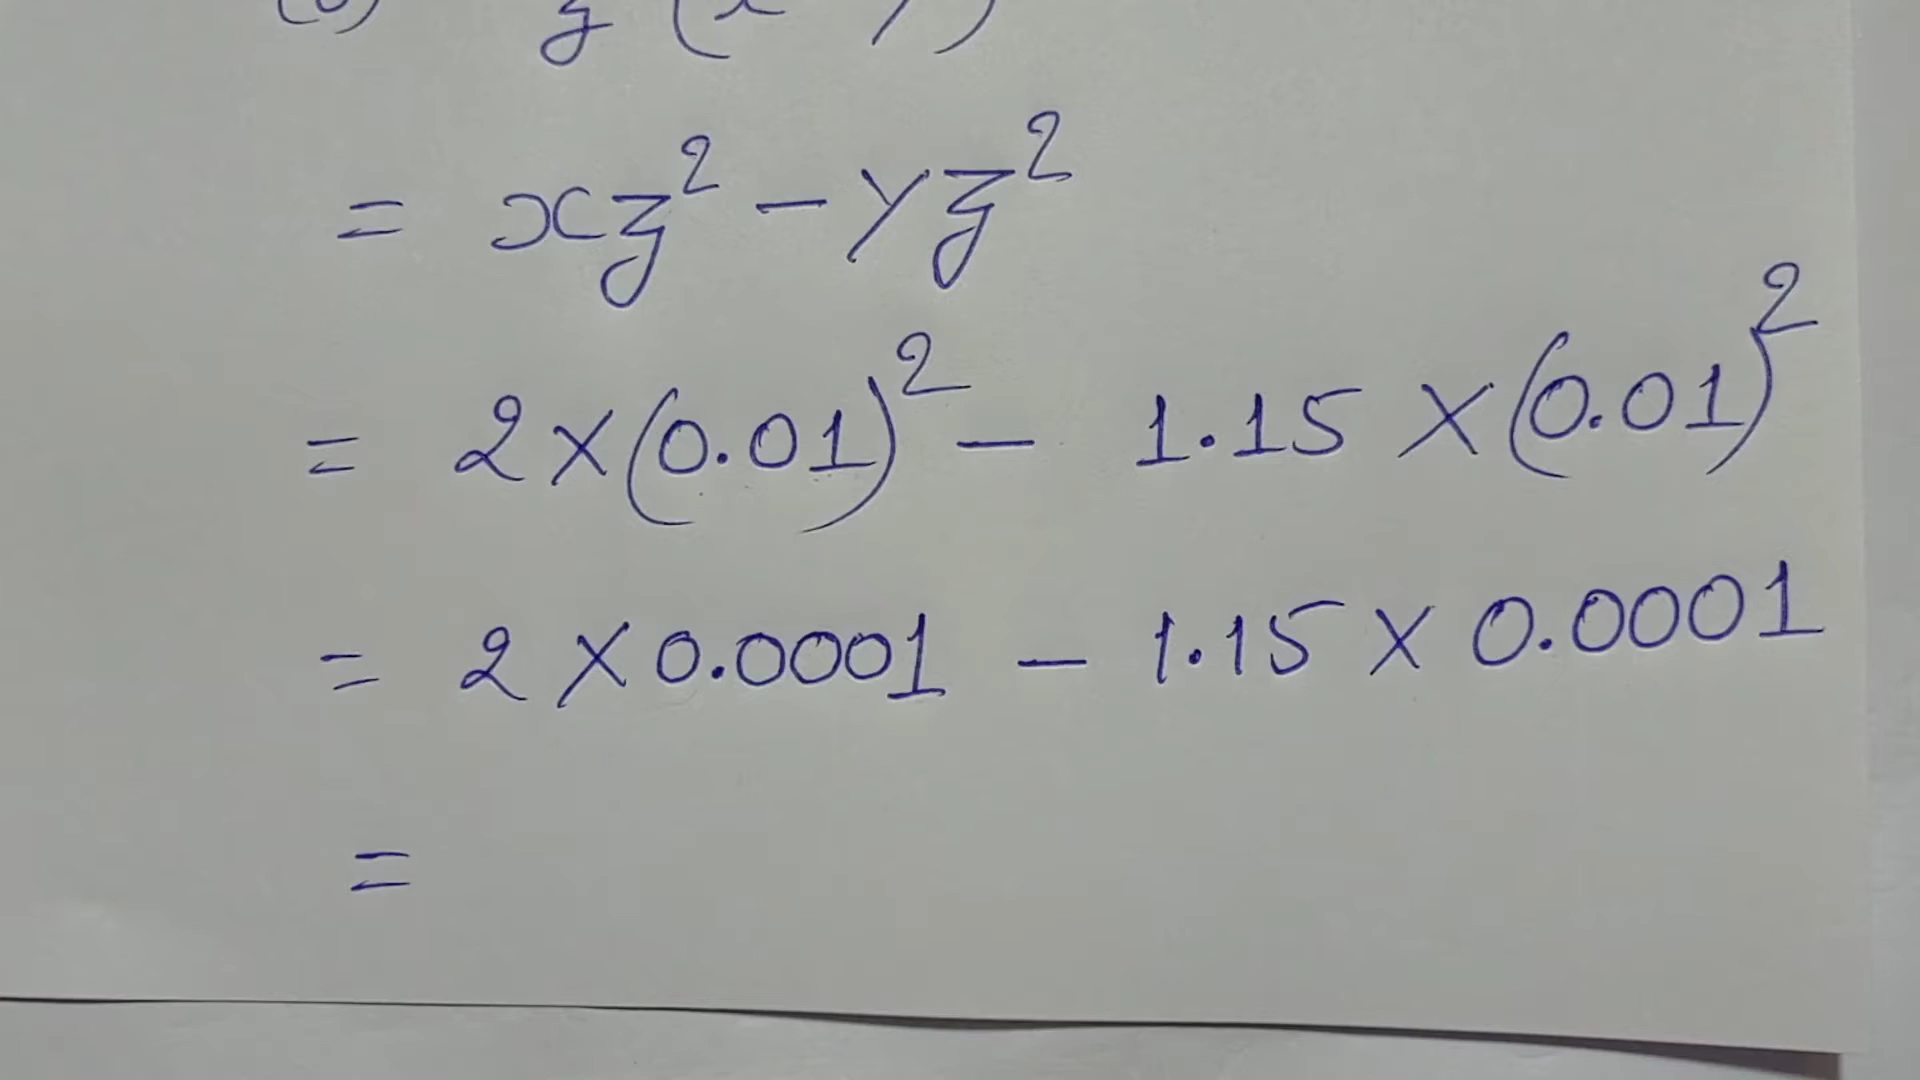 = xz² - yz²
= 2 × (0.01)² - 1.15 × (0.01)²
= 2 × 0.0001 - 1.15 × 0.0001
=